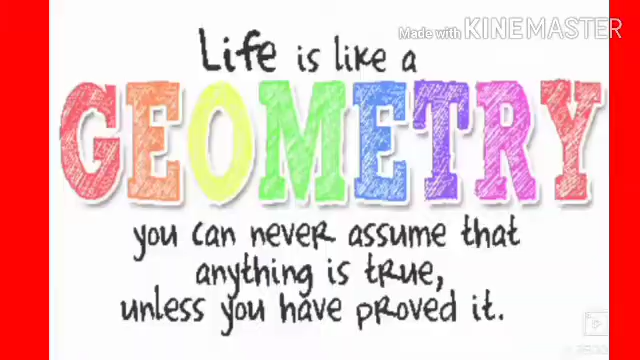 Made with KINEMASTER
Life is like a
GEOMETRY
you can never assume that
anything is true,
unless you have proved it.